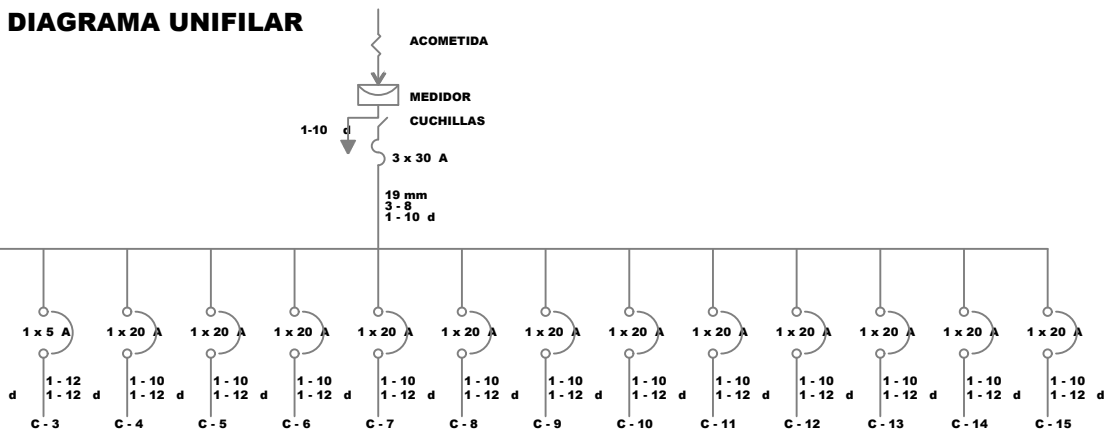 DIAGRAMA UNIFILAR
ACOMETIDA
MEDIDOR
CUCHILLAS
1-10 d
3 x 30 A
19 mm
3 - 8
1 - 10 d
1 x 5 A
1 x 20 A
1 x 20 A
1 x 20 A
1 x 20 A
1 x 20 A
1 x 20 A
1 x 20 A
1 x 20 A
1 x 20 A
1 x 20 A
1 x 20 A
1 x 20 A
d
1 - 12
1 - 12 d
1 - 10
1 - 12 d
1 - 10
1 - 12 d
1 - 10
1 - 12 d
1 - 10
1 - 12 d
1 - 10
1 - 12 d
1 - 10
1 - 12 d
1 - 10
1 - 12 d
1 - 10
1 - 12 d
1 - 10
1 - 12 d
1 - 10
1 - 12 d
1 - 10
1 - 12 d
1 - 10
1 - 12 d
C - 3
C - 4
C - 5
C - 6
C - 7
C - 8
C - 9
C - 10
C - 11
C - 12
C - 13
C - 14
C - 15